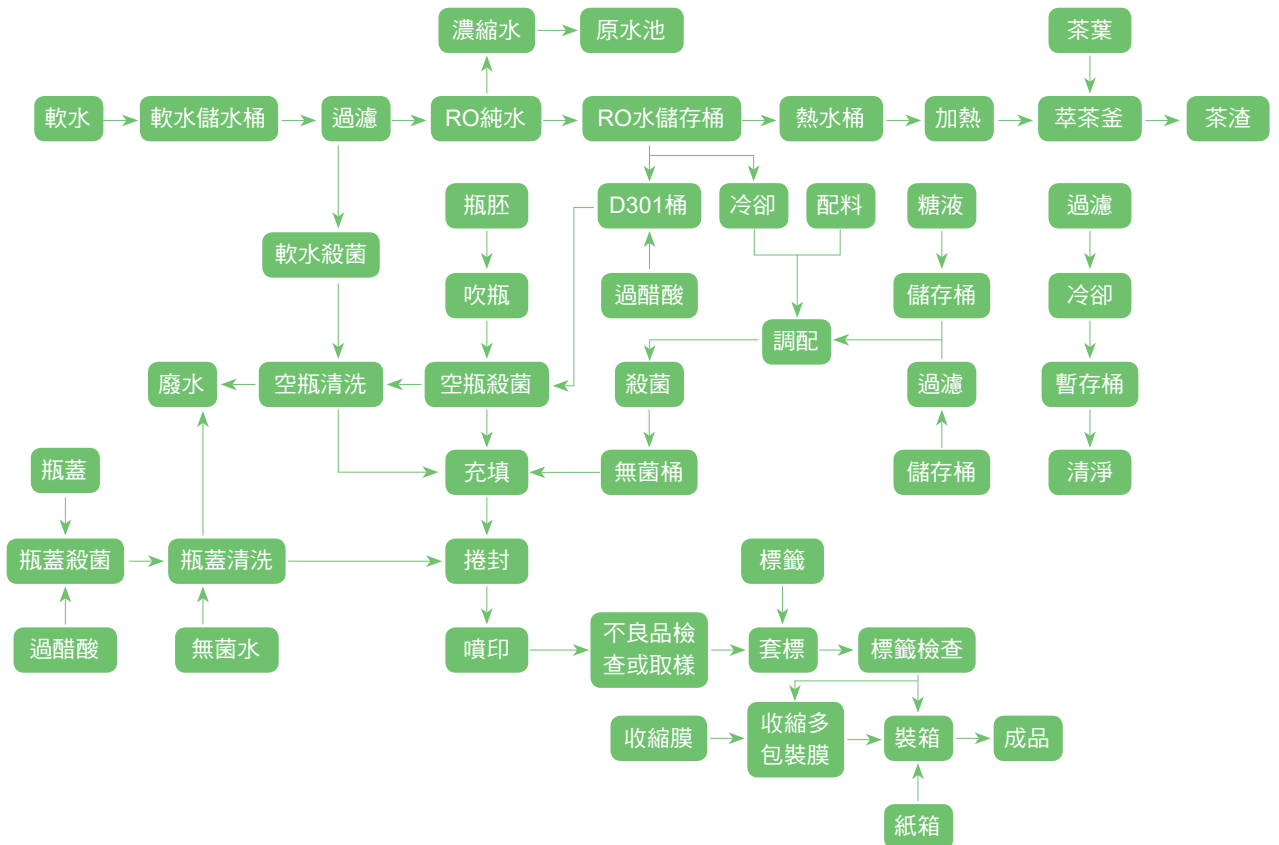 濃縮水
原水池
茶葉
軟水
軟水儲水桶
過濾
RO純水
RO水儲存桶
熱水桶
加熱
萃茶釜
茶渣
瓶胚
D301桶
冷卻
配料
糖液
過濾
軟水殺菌
吹瓶
過醋酸
儲存桶
冷卻
調配
廢水
空瓶清洗
空瓶殺菌
殺菌
過濾
暫存桶
瓶蓋
充填
無菌桶
儲存桶
清淨
瓶蓋殺菌
瓶蓋清洗
捲封
標籤
過醋酸
無菌水
噴印
不良品檢
查或取樣
套標
標籤檢查
收縮膜
收縮多
包裝膜
裝箱
成品
紙箱